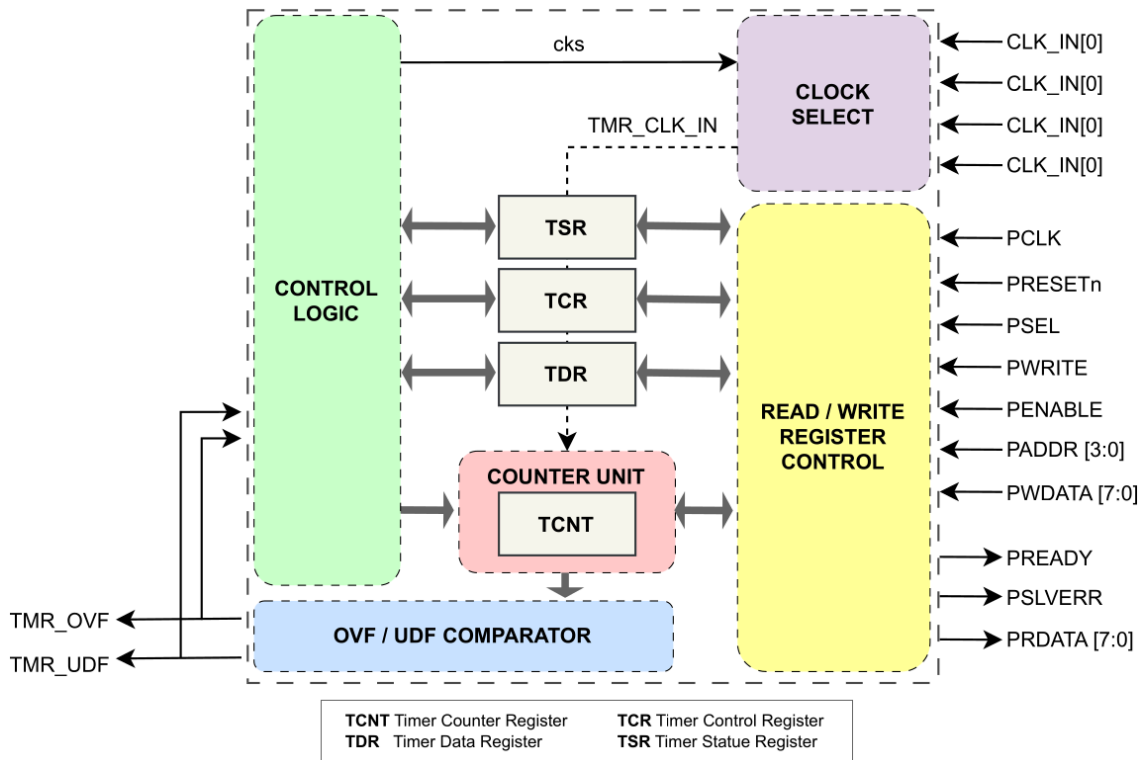 cks
CLOCK
SELECT
CLK_IN[0]
CLK_IN[0]
CLK_IN[0]
CLK_IN[0]
TMR_CLK_IN
CONTROL
LOGIC
TSR
TCR
TDR
COUNTER UNIT
TCNT
READ / WRITE
REGISTER
CONTROL
PCLK
PRESETn
PSEL
PWRITE
PENABLE
PADDR [3:0]
PWDATA [7:0]
PREADY
PSLVERR
PRDATA [7:0]
TMR_OVF
TMR_UDF
OVF / UDF COMPARATOR
TCNT Timer Counter Register
TCR Timer Control Register
TDR Timer Data Register
TSR Timer Statue Register